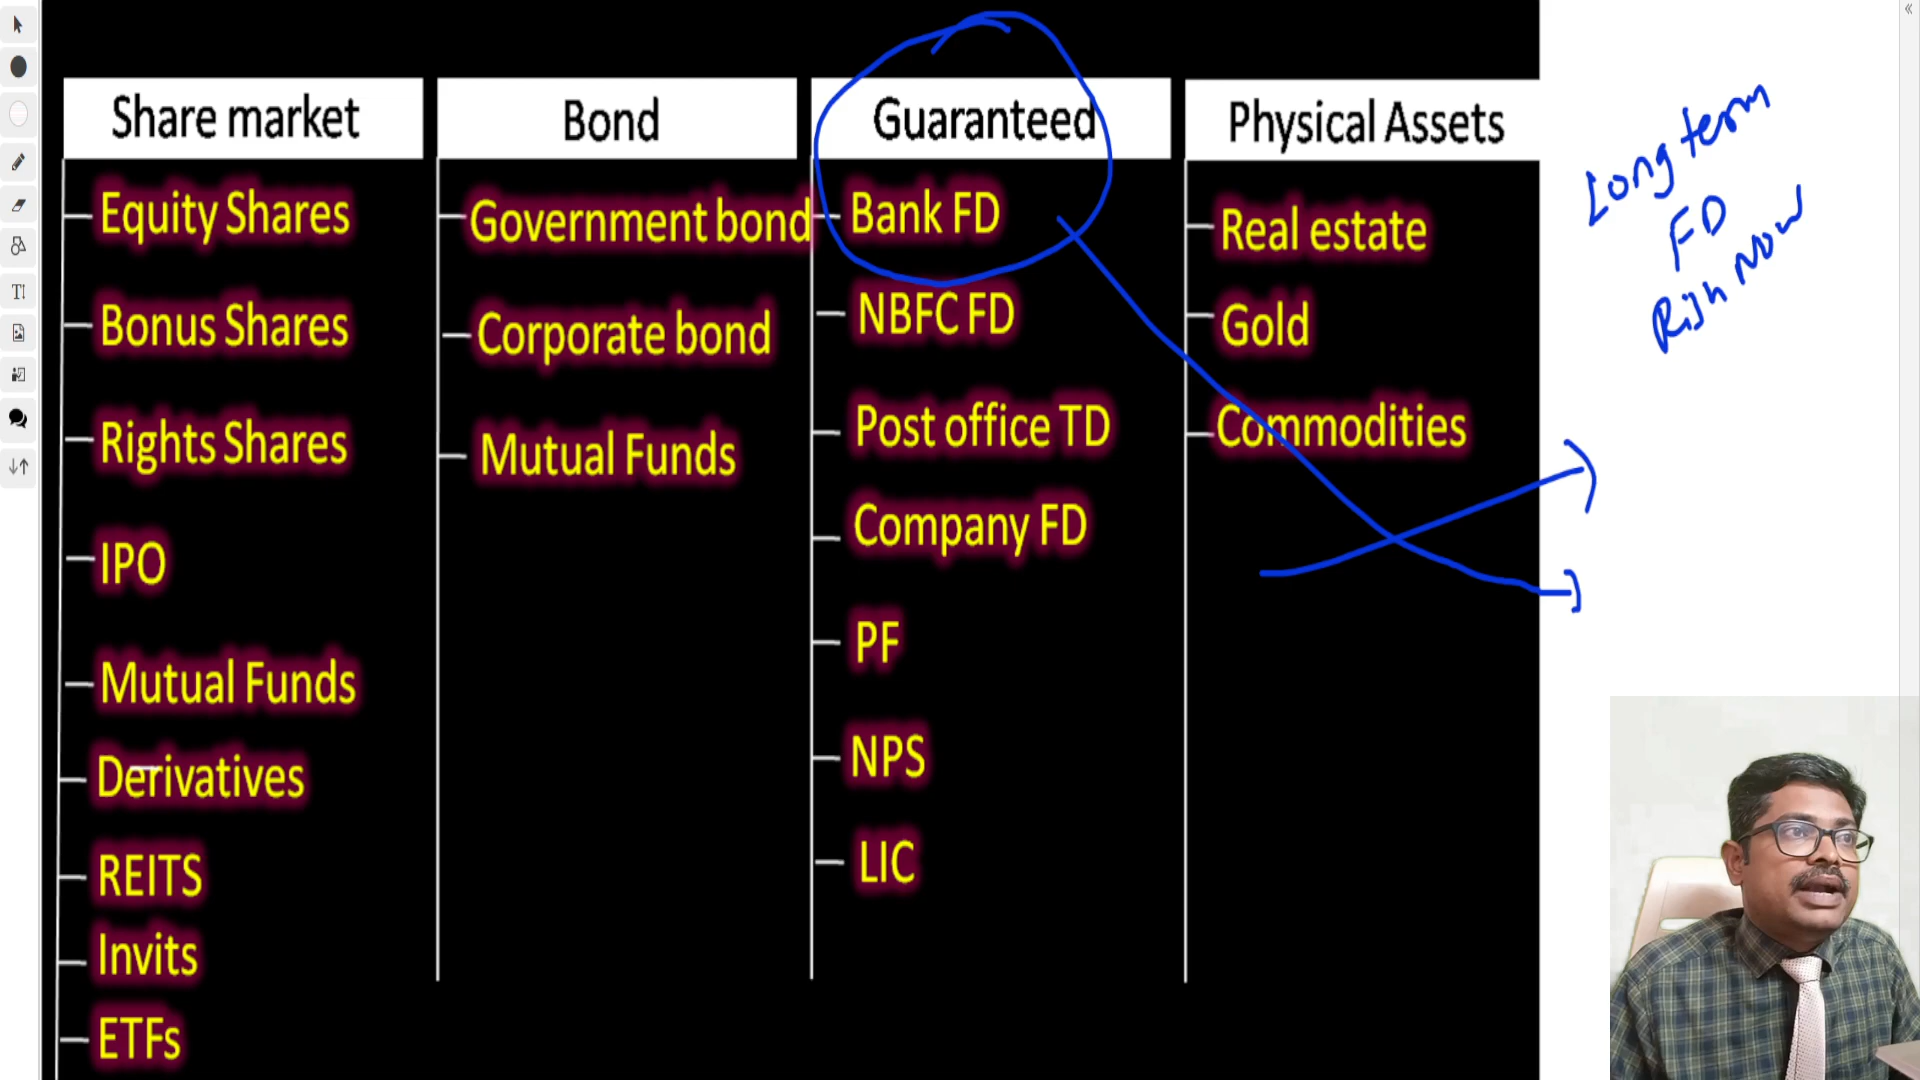 Share market
Equity Shares
Bonus Shares
Rights Shares
IPO
Mutual Funds
Derivatives
REITS
Invits
ETFs
Bond
Government bond
Corporate bond
Mutual Funds
Guaranteed
Bank FD
NBFC FD
Post office TD
Company FD
PF
NPS
LIC
Physical Assets
Real estate
Gold
Commodities
Long term
FD
Now